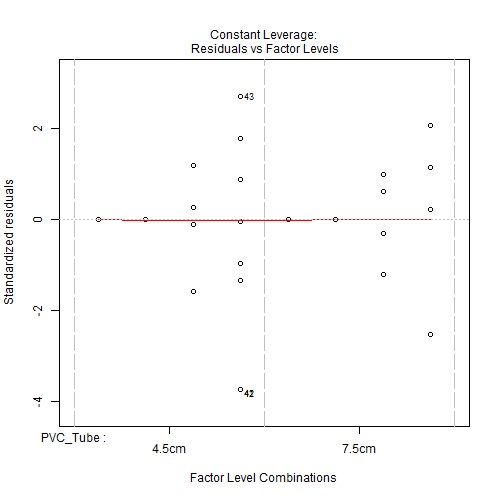 Constant Leverage:
Residuals vs Factor Levels
Standardized residuals
2
0
-2
-4
43
42
PVC_Tube :
4.5cm
7.5cm
Factor Level Combinations